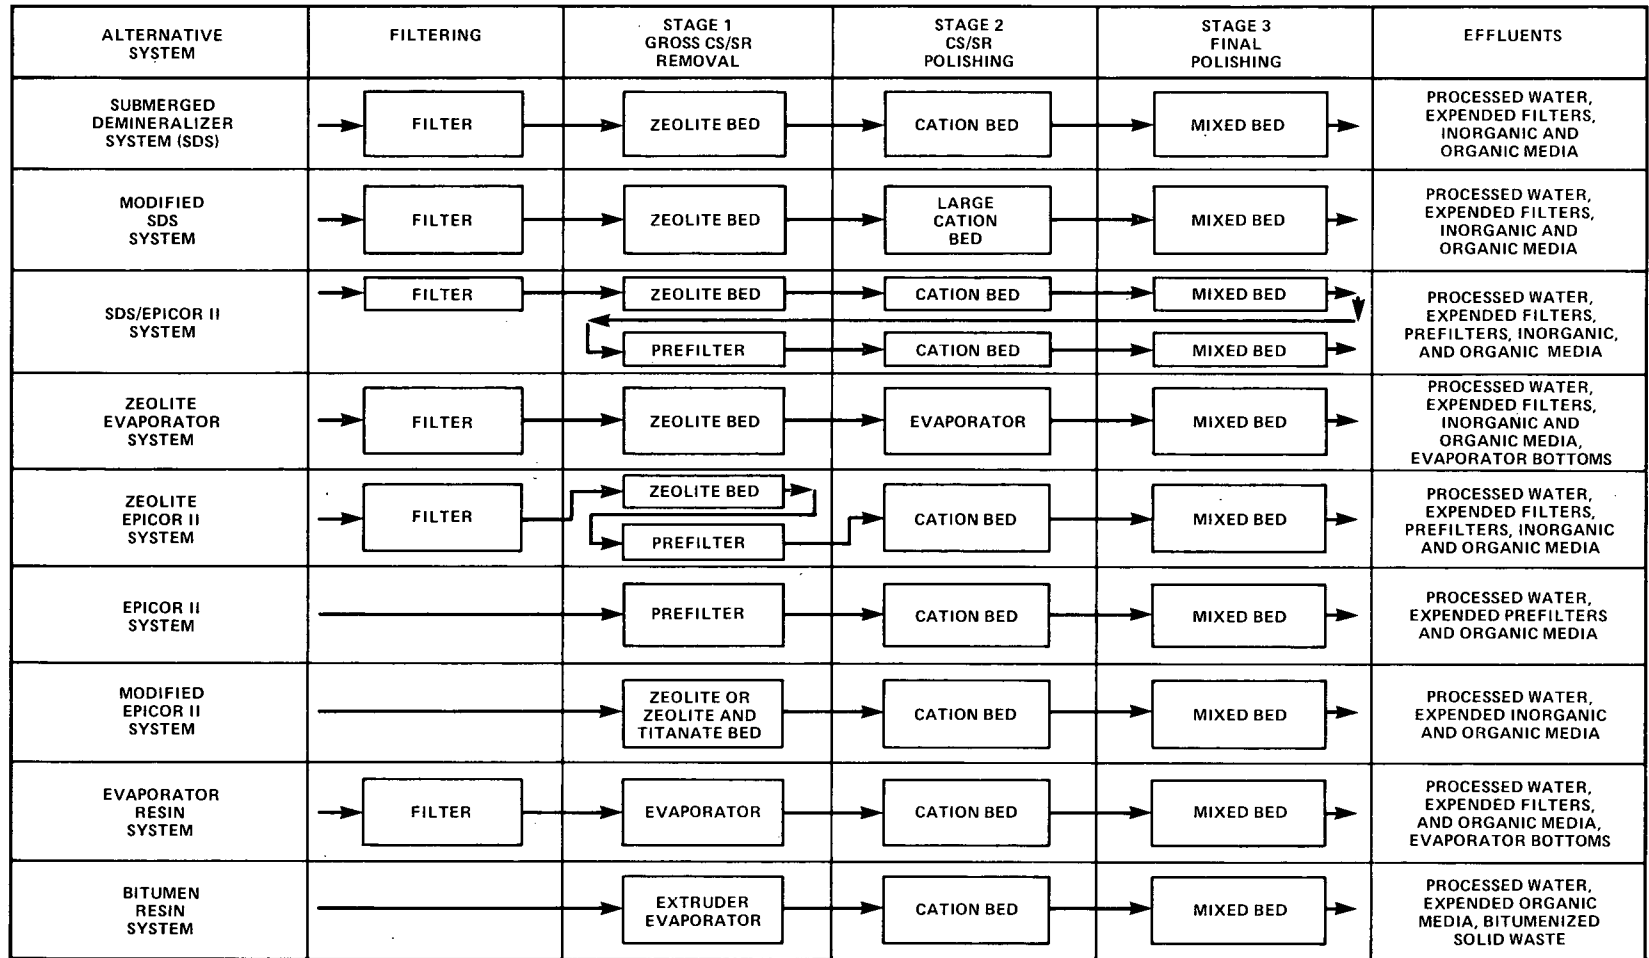 ALTERNATIVE
SYSTEM
FILTERING
STAGE 1
GROSS CS/SR
REMOVAL
STAGE 2
CS/SR
POLISHING
STAGE 3
FINAL
POLISHING
EFFLUENTS
SUBMERGED
DEMINERALIZER
SYSTEM (SDS)
FILTER
ZEOLITE BED
CATION BED
MIXED BED
PROCESSED WATER,
EXPENDED FILTERS,
INORGANIC AND
ORGANIC MEDIA
MODIFIED
SDS
SYSTEM
FILTER
ZEOLITE BED
LARGE
CATION
BED
MIXED BED
PROCESSED WATER,
EXPENDED FILTERS,
INORGANIC AND
ORGANIC MEDIA
SDS/EPICOR II
SYSTEM
FILTER
ZEOLITE BED
CATION BED
MIXED BED
PREFILTER
CATION BED
MIXED BED
PROCESSED WATER,
EXPENDED FILTERS,
PREFILTERS, INORGANIC,
AND ORGANIC MEDIA
ZEOLITE
EVAPORATOR
SYSTEM
FILTER
ZEOLITE BED
EVAPORATOR
MIXED BED
PROCESSED WATER,
EXPENDED FILTERS,
INORGANIC AND
ORGANIC MEDIA,
EVAPORATOR BOTTOMS
ZEOLITE
EPICOR II
SYSTEM
FILTER
ZEOLITE BED
PREFILTER
CATION BED
MIXED BED
PROCESSED WATER,
EXPENDED FILTERS,
PREFILTERS, INORGANIC
AND ORGANIC MEDIA
EPICOR II
SYSTEM
PREFILTER
CATION BED
MIXED BED
PROCESSED WATER,
EXPENDED PREFILTERS
AND ORGANIC MEDIA
MODIFIED
EPICOR II
SYSTEM
ZEOLITE OR
ZEOLITE AND
TITANATE BED
CATION BED
MIXED BED
PROCESSED WATER,
EXPENDED INORGANIC
AND ORGANIC MEDIA
EVAPORATOR
RESIN
SYSTEM
FILTER
EVAPORATOR
CATION BED
MIXED BED
PROCESSED WATER,
EXPENDED FILTERS,
AND ORGANIC MEDIA,
EVAPORATOR BOTTOMS
BITUMEN
RESIN
SYSTEM
EXTRUDER
EVAPORATOR
CATION BED
MIXED BED
PROCESSED WATER,
EXPENDED ORGANIC
MEDIA, BITUMENIZED
SOLID WASTE